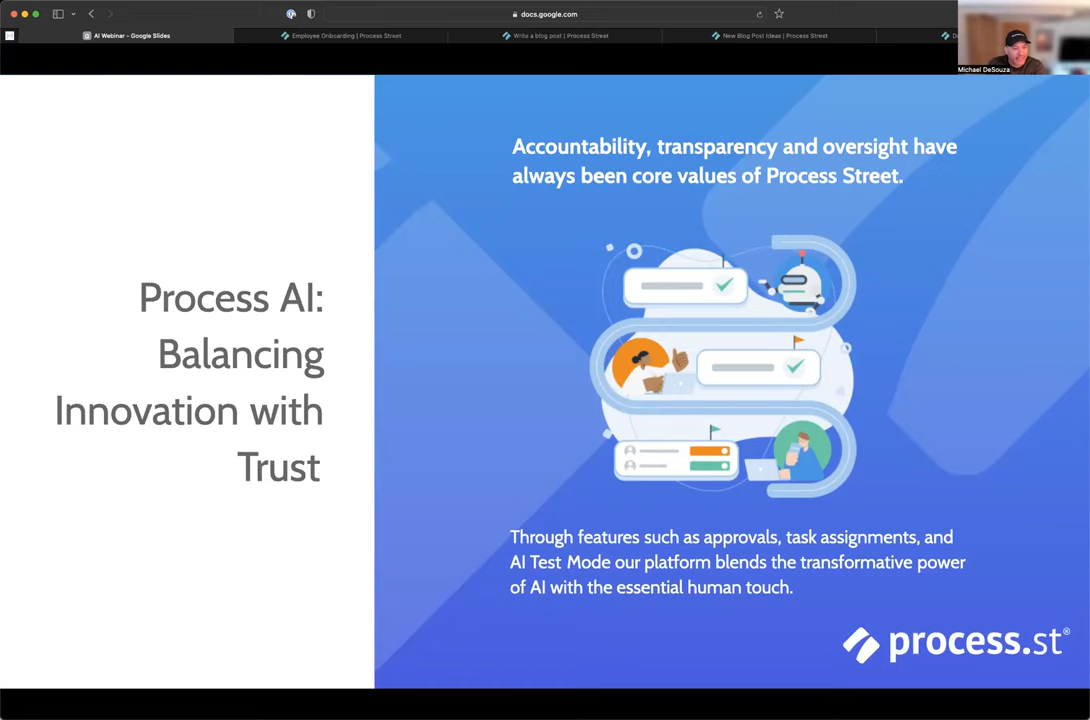 docs.google.com
AI Webinar - Google Slides
Employee Onboarding | Process Street
Write a blog post | Process Street
New Blog Post Ideas | Process Street
Michael DeSouza
Accountability, transparency and oversight have
always been core values of Process Street.
Process AI:
Balancing
Innovation with
Trust
Through features such as approvals, task assignments, and
AI Test Mode our platform blends the transformative power
of AI with the essential human touch.
process.st®